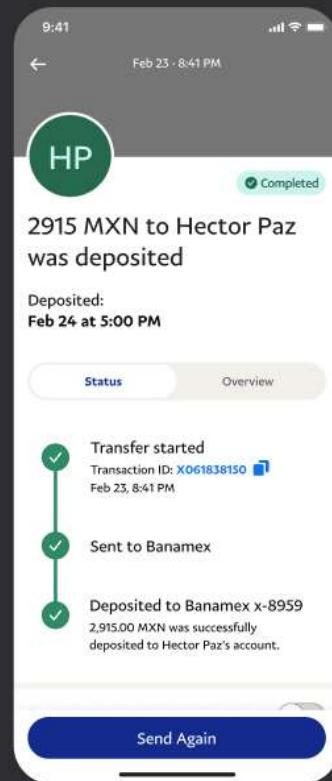 9:41
Feb 23 - 8:41 PM
HP
Completed
2915 MXN to Hector Paz
was deposited
Deposited:
Feb 24 at 5:00 PM
Status
Overview
Transfer started
Transaction ID: X061838150
Feb 23, 8:41 PM
Sent to Banamex
Deposited to Banamex x-8959
2,915.00 MXN was successfully
deposited to Hector Paz's account.
Send Again